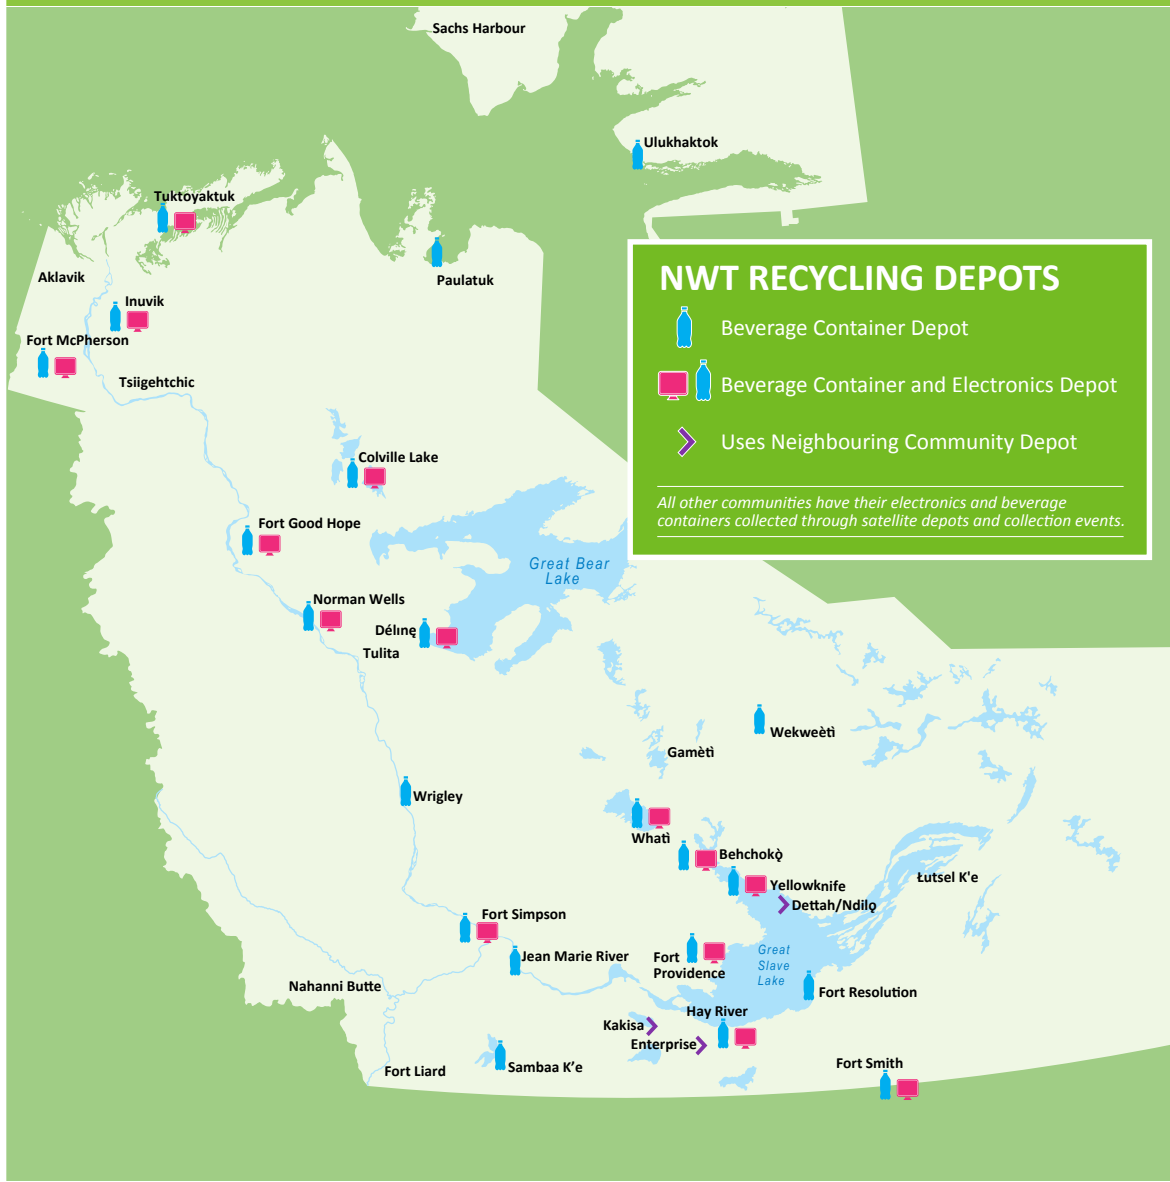 Sachs Harbour
Ulukhaktok
Tuktoyaktuk
Aklavik
Paulatuk
Inuvik
Fort McPherson
Tsiigehtchic
NWT RECYCLING DEPOTS
Beverage Container Depot
Beverage Container and Electronics Depot
Uses Neighbouring Community Depot
All other communities have their electronics and beverage
containers collected through satellite depots and collection events.
Colville Lake
Fort Good Hope
Great Bear
Lake
Norman Wells
Délın̨ę
Tulita
Wekweètì
Gamètì
Wrigley
Whatì
Behchokǫ̀
Yellowknife
Łutsel K'e
Dettah/Ndilǫ
Fort Simpson
Jean Marie River
Fort
Providence
Great
Slave
Lake
Nahanni Butte
Fort Resolution
Hay River
Kakisa
Enterprise
Sambaa K’e
Fort Liard
Fort Smith